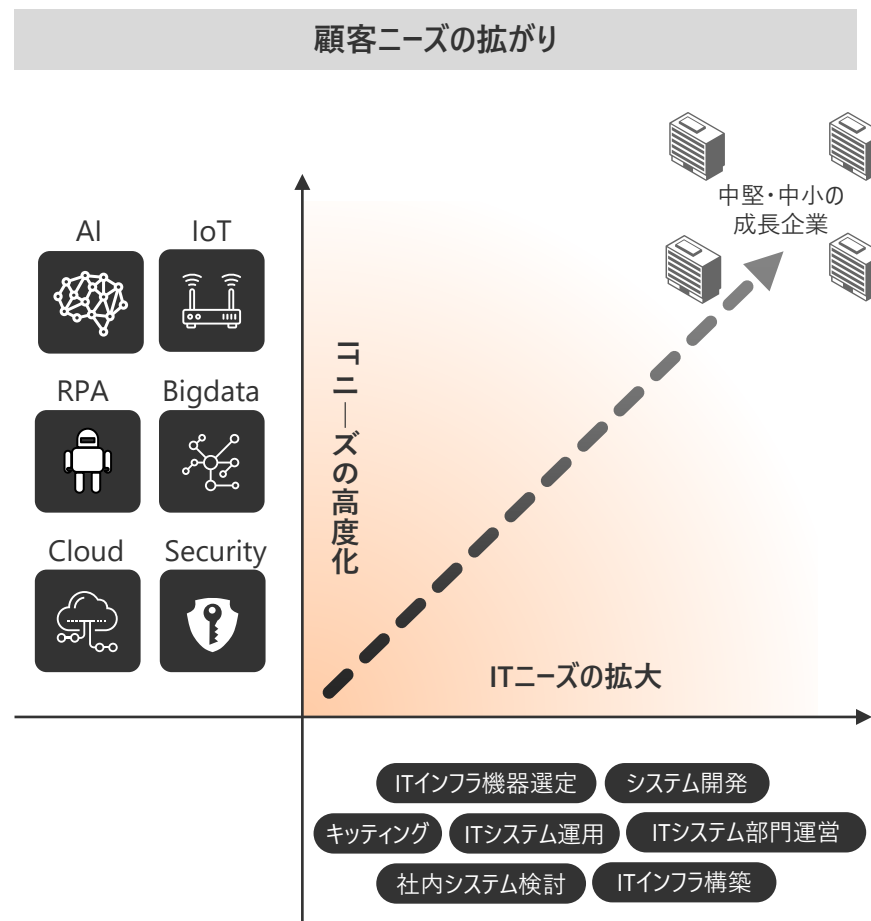 顧客ニーズの拡がり
中堅・中小の
成長企業
AI
IoT
RPA
Bigdata
Cloud
Security
ITニーズの高度化
ITニーズの拡大
ITインフラ機器選定
システム開発
キッティング
ITシステム運用
ITシステム部門運営
社内システム検討
ITインフラ構築